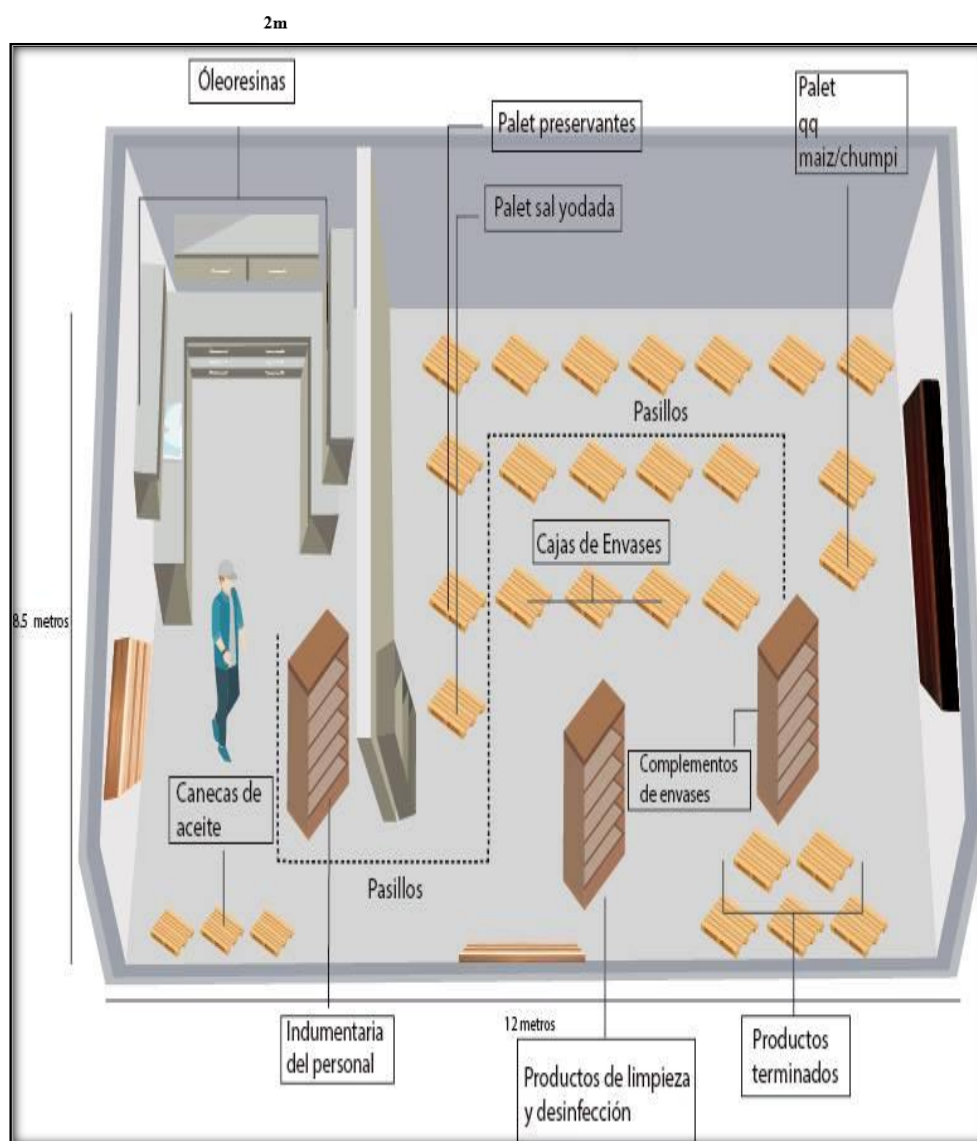 2m
Óleoresinas
Palet preservantes
Palet
qq
maiz/chumpi
Palet sal yodada
Pasillos
Cajas de Envases
8.5 metros
Complementos
de envases
Canecas de
aceite
Pasillos
Indumentaria
del personal
12 metros
Productos de limpieza
y desinfección
Productos
terminados